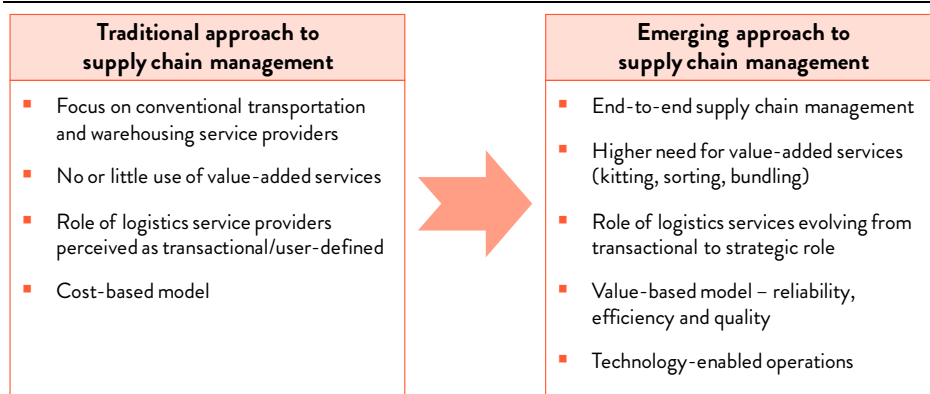 Traditional approach to
supply chain management
▪ Focus on conventional transportation
and warehousing service providers
▪ No or little use of value-added services
▪ Role of logistics service providers
perceived as transactional/user-defined
▪ Cost-based model
Emerging approach to
supply chain management
▪ End-to-end supply chain management
▪ Higher need for value-added services
(kitting, sorting, bundling)
▪ Role of logistics services evolving from
transactional to strategic role
▪ Value-based model – reliability,
efficiency and quality
▪ Technology-enabled operations